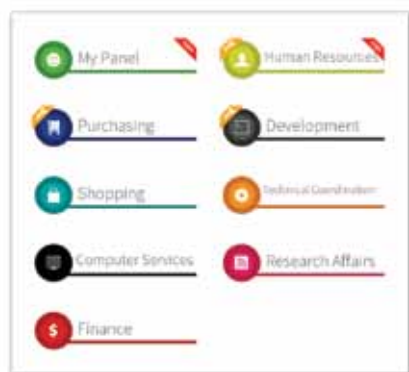 My Panel
Human Resources
Purchasing
Development
Shopping
Technical Coordination
Computer Services
Research Affairs
$ Finance